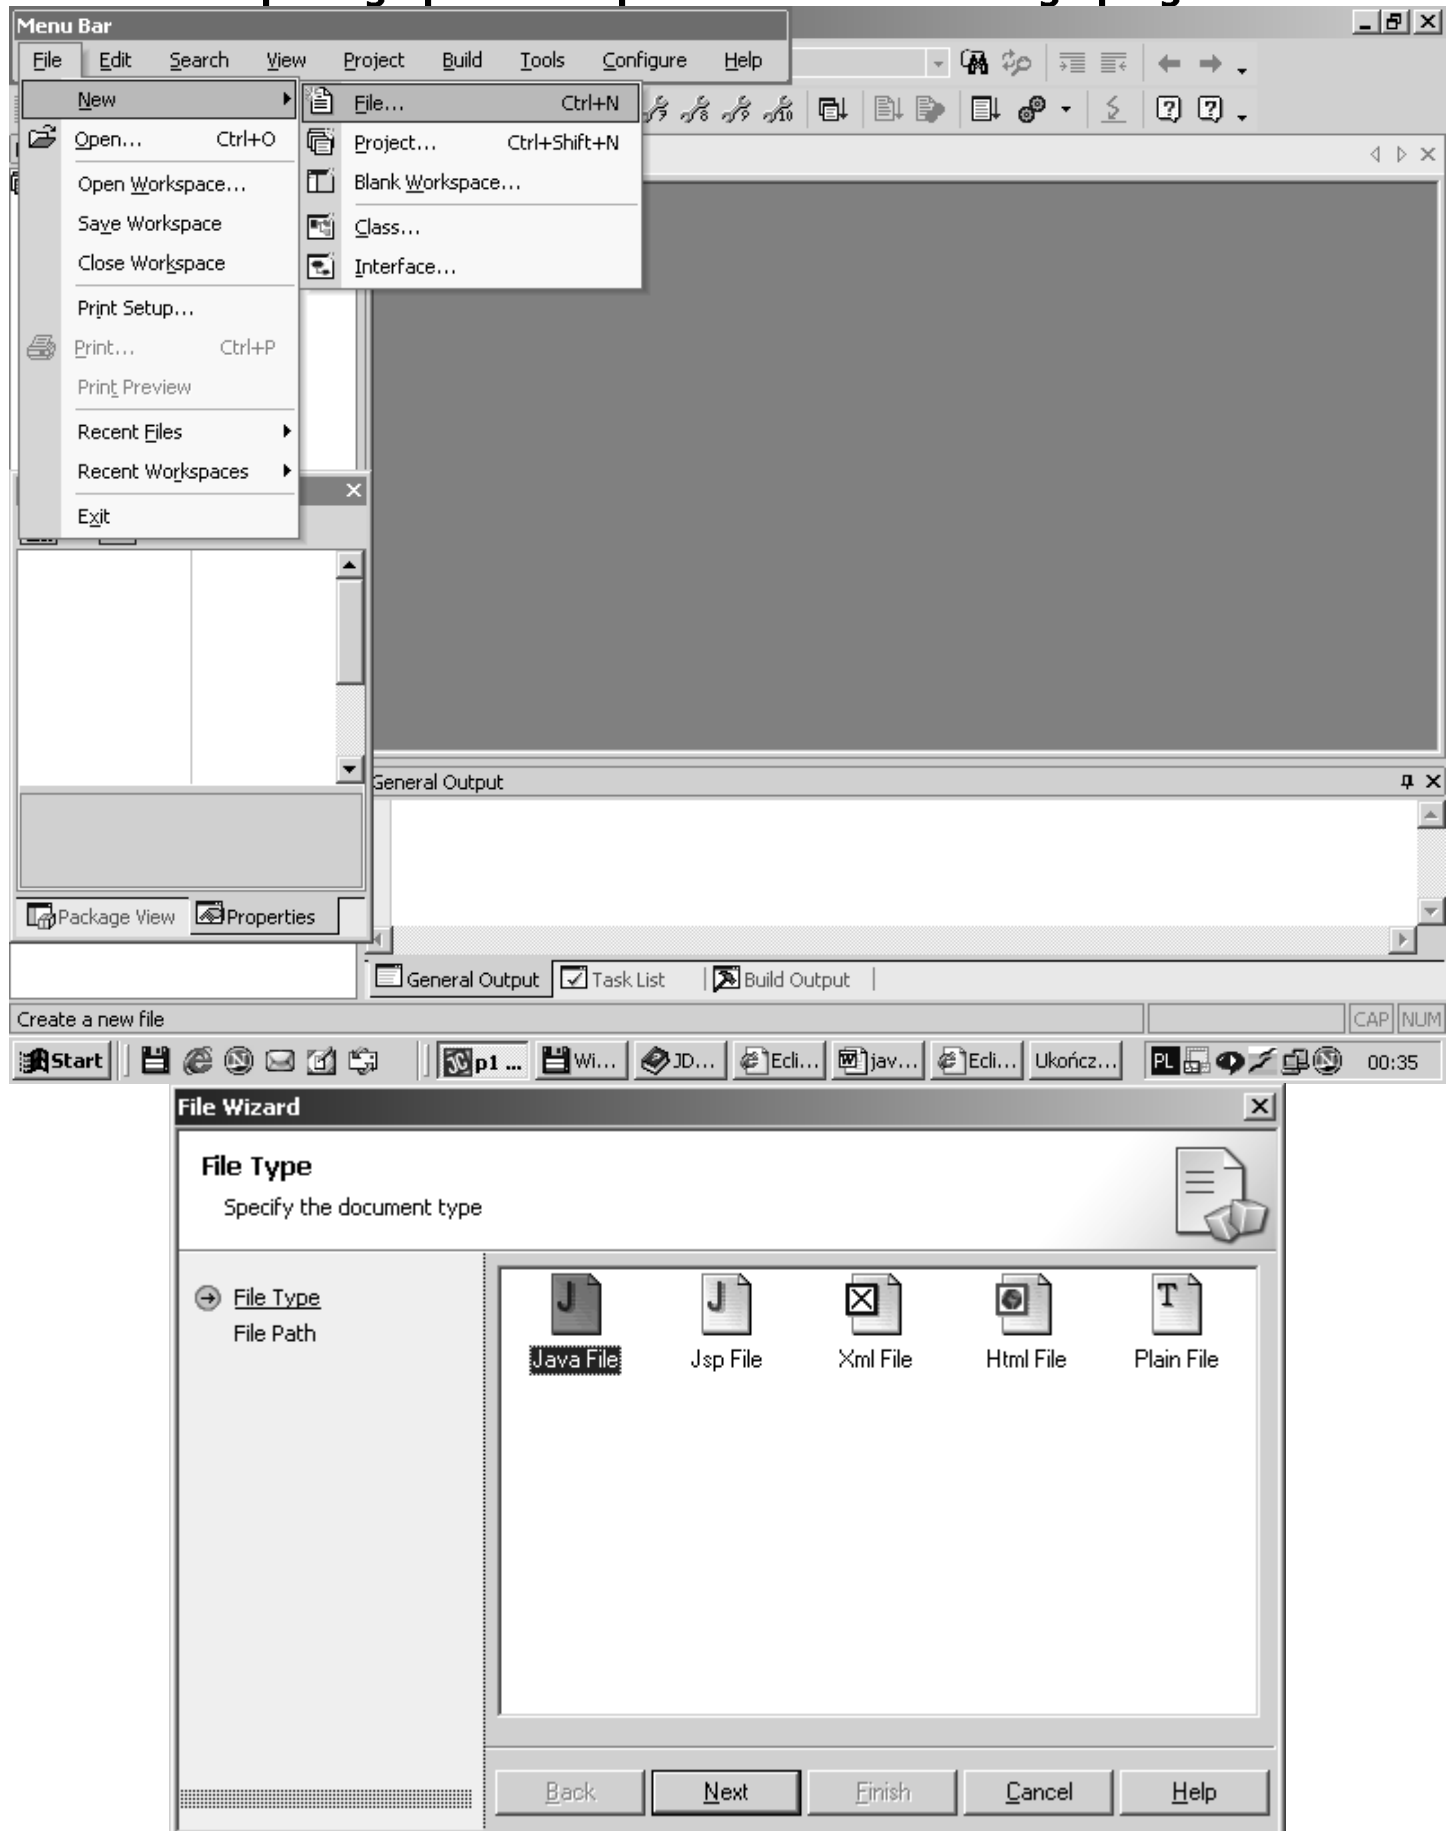 Menu Bar
File Edit Search View Project Build Tools Configure Help
New
File... Ctrl+N
Open... Ctrl+O
Project... Ctrl+Shift+N
Open Workspace...
Blank Workspace...
Save Workspace
Class...
Close Workspace
Interface...
Print Setup...
Print... Ctrl+P
Print Preview
Recent Files
Recent Workspaces
Exit
General Output
Package View Properties
General Output Task List Build Output
Create a new file CAP NUM
Start p1 ... Wi... JD... Ecli... jav... Ecli... Ukończ... PL 00:35
File Wizard
File Type
Specify the document type
File Type
File Path
Java File Jsp File Xml File Html File Plain File
Back Next Finish Cancel Help